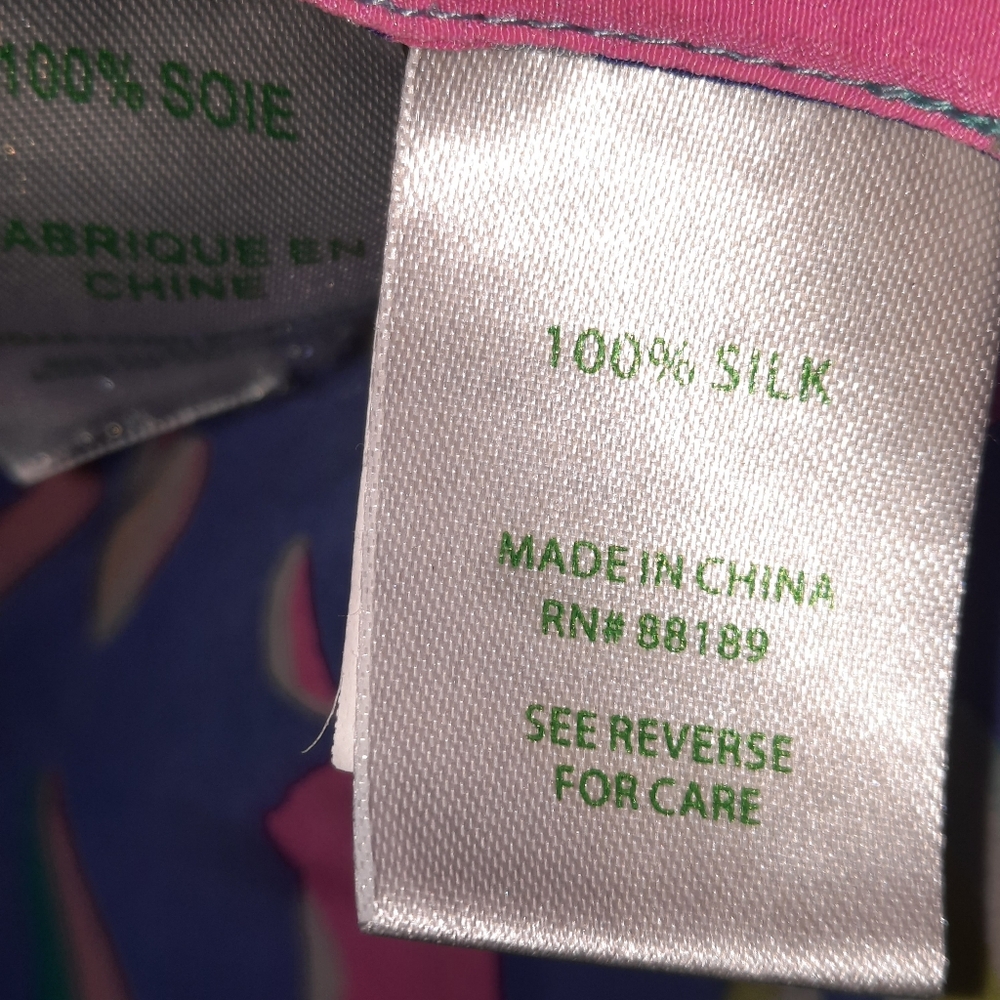 100% SOIE
ABRIQUE EN
CHINE
100% SILK
MADE IN CHINA
RN# 88189
SEE REVERSE
FOR CARE